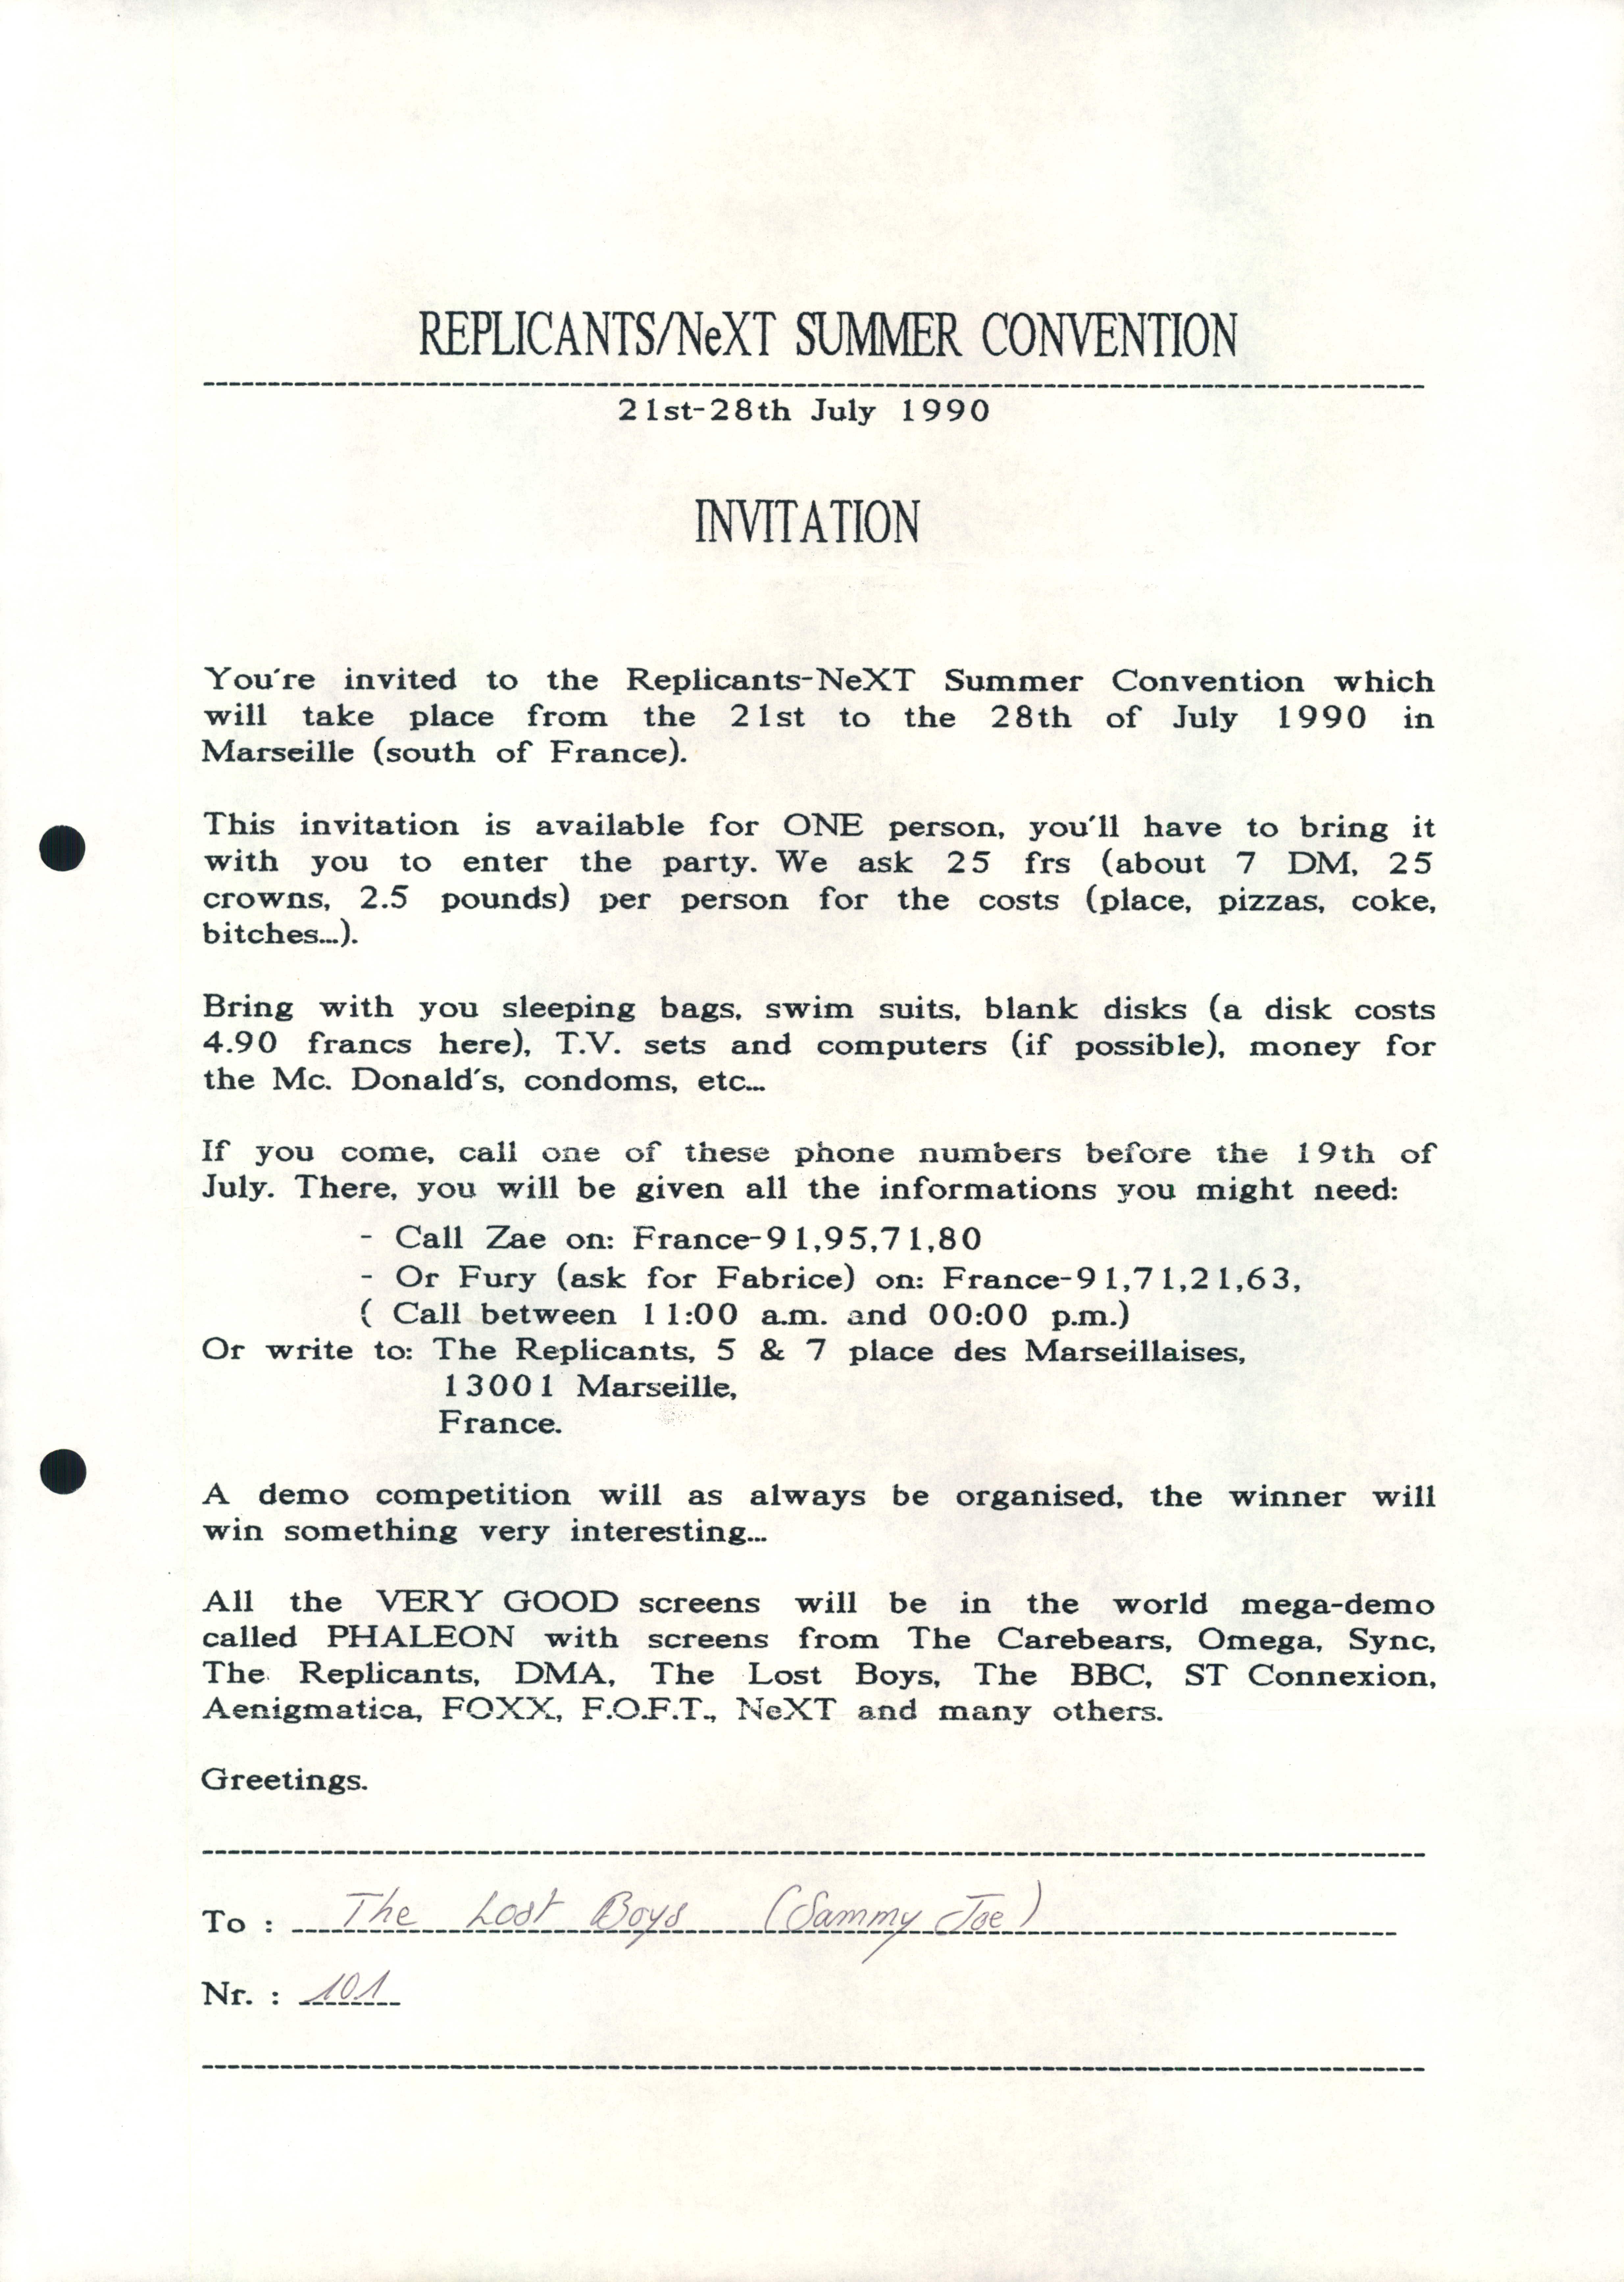 REPLICANTS/NeXT SUMMER CONVENTION
21st-28th July 1990
INVITATION
You're invited to the Replicants-NeXT Summer Convention which
will take place from the 21st to the 28th of July 1990 in
Marseille (south of France).
This invitation is available for ONE person, you'll have to bring it
with you to enter the party. We ask 25 frs (about 7 DM, 25
crowns, 2.5 pounds) per person for the costs (place, pizzas, coke,
bitches...).
Bring with you sleeping bags, swim suits, blank disks (a disk costs
4.90 francs here), T.V. sets and computers (if possible), money for
the Mc. Donald's, condoms, etc...
If you come, call one of these phone numbers before the 19th of
July. There, you will be given all the informations you might need:
- Call Zae on: France-91,95,71,80
- Or Fury (ask for Fabrice) on: France-91,71,21,63,
( Call between 11:00 a.m. and 00:00 p.m.)
Or write to: The Replicants, 5 & 7 place des Marseillaises,
13001 Marseille,
France.
A demo competition will as always be organised, the winner will
win something very interesting...
All the VERY GOOD screens will be in the world mega-demo
called PHALEON with screens from The Carebears, Omega, Sync,
The Replicants, DMA, The Lost Boys, The BBC, ST Connexion,
Aenigmatica, FOXX, F.O.F.T., NeXT and many others.
Greetings.
To : The Lost Boys (Sammy Joe)
Nr. : 101